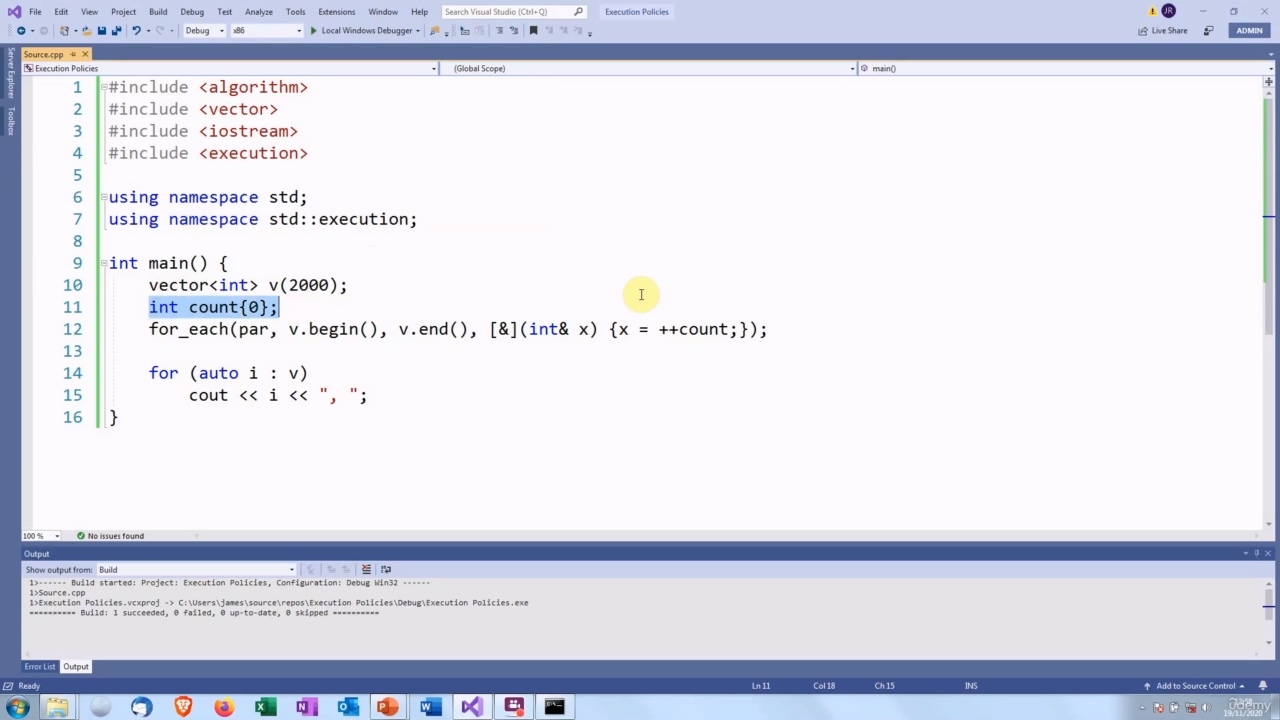 File Edit View Project Build Debug Test Analyze Tools Extensions Window Help Search Visual Studio (Ctrl+Q) Execution Policies JR
Debug x86 Local Windows Debugger Live Share ADMIN
Server Explorer
Toolbox
Source.cpp
Execution Policies (Global Scope) main()
1 #include <algorithm>
2 #include <vector>
3 #include <iostream>
4 #include <execution>
5
6 using namespace std;
7 using namespace std::execution;
8
9 int main() {
10 vector<int> v(2000);
11 int count{0};
12 for_each(par, v.begin(), v.end(), [&](int& x) {x = ++count;});
13
14 for (auto i : v)
15 cout << i << ", ";
16 }
100 % No issues found
Output
Show output from: Build
1>------ Build started: Project: Execution Policies, Configuration: Debug Win32 ------
1>Source.cpp
1>Execution Policies.vcxproj -> C:\Users\james\source\repos\Execution Policies\Debug\Execution Policies.exe
========== Build: 1 succeeded, 0 failed, 0 up-to-date, 0 skipped ==========
Error List Output
Ready Ln 11 Col 18 Ch 15 INS Add to Source Control
udemy
19/11/2020